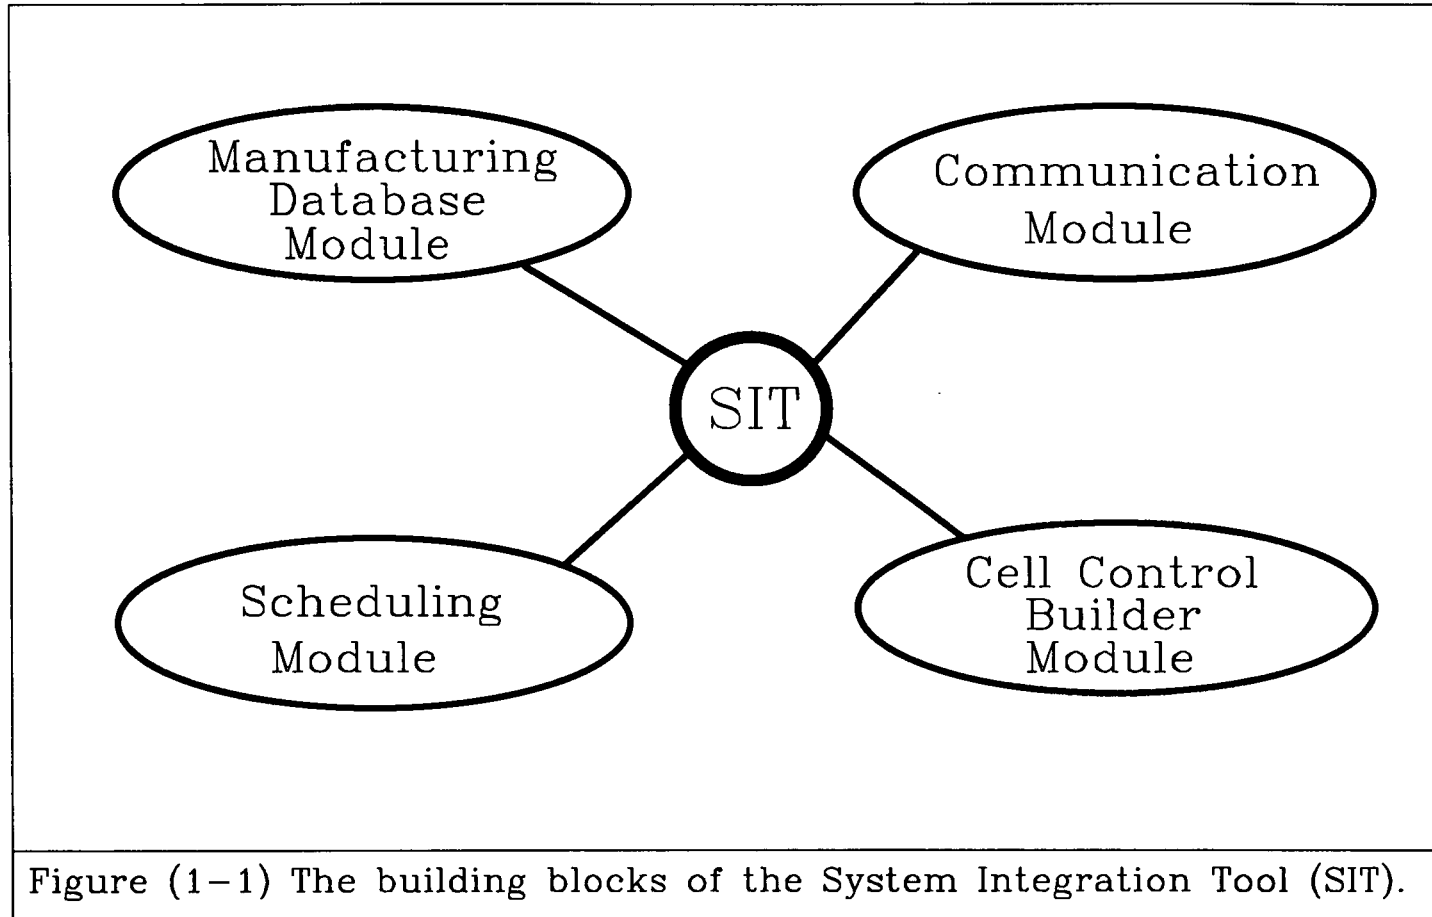 Manufacturing
Database
Module
Communication
Module
SIT
Scheduling
Module
Cell Control
Builder
Module
Figure (1-1) The building blocks of the System Integration Tool (SIT).